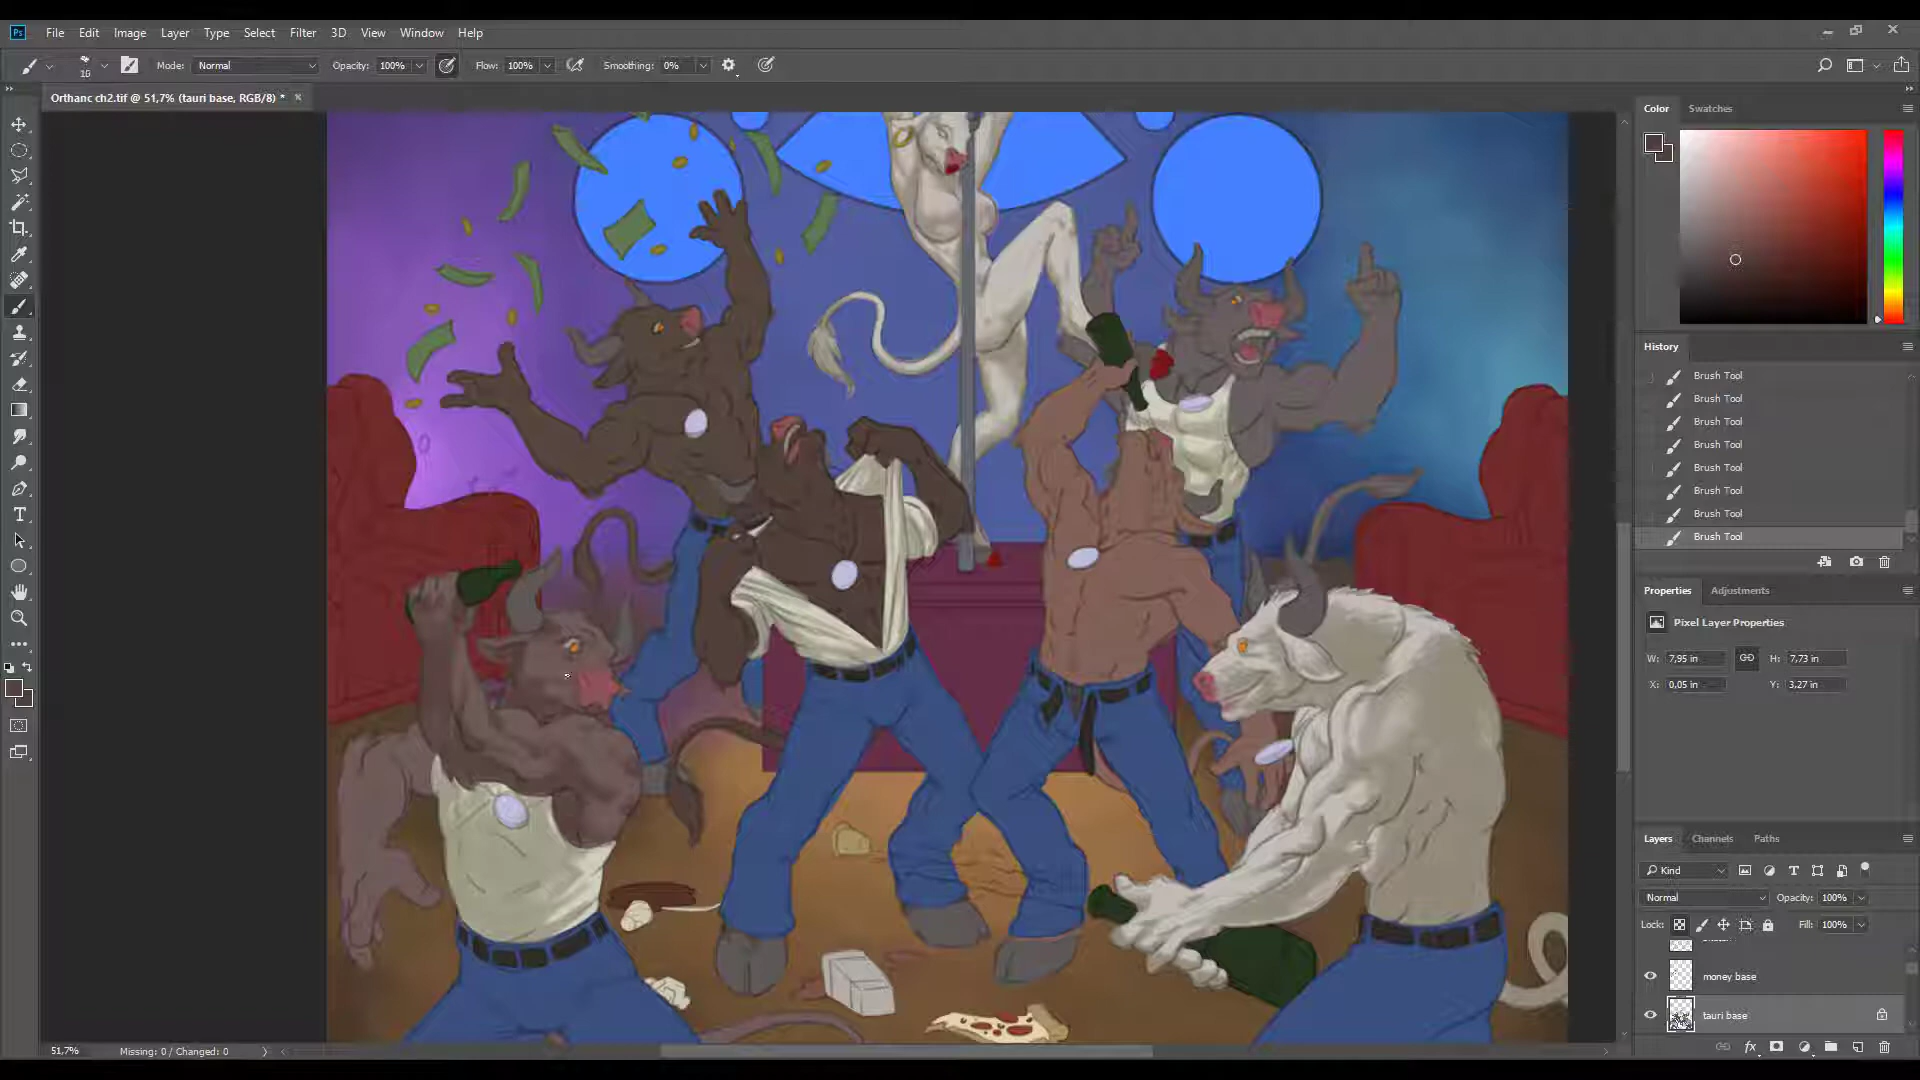 Ps File Edit Image Layer Type Select Filter 3D View Window Help
16 Mode: Normal Opacity: 100% Flow: 100% Smoothing: 0%
Orthanc ch2.tif @ 51,7% (tauri base, RGB/8) *
Color Swatches
History
Brush Tool
Brush Tool
Brush Tool
Brush Tool
Brush Tool
Brush Tool
Brush Tool
Brush Tool
Properties Adjustments
Pixel Layer Properties
W: 7,95 in H: 7,73 in
X: 0,05 in Y: 3,27 in
Layers Channels Paths
Kind
Normal Opacity: 100%
Lock: Fill: 100%
money base
tauri base
51,7% Missing: 0 / Changed: 0
fx